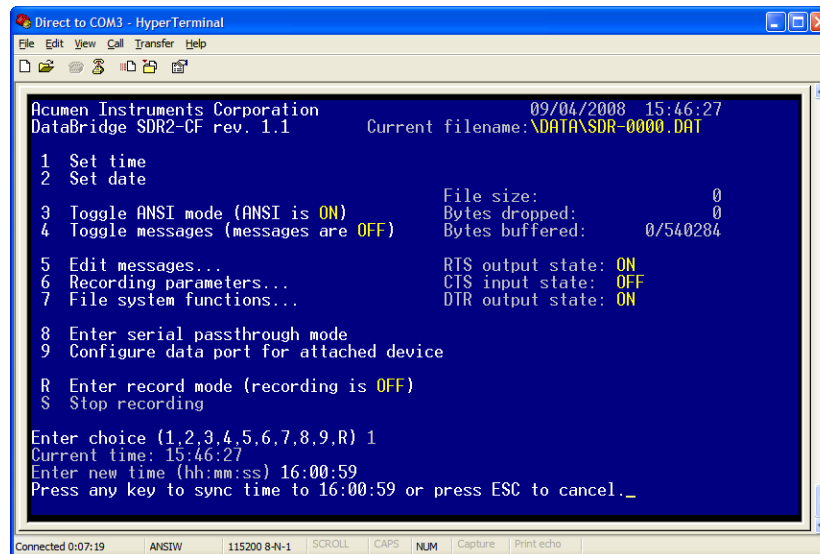 Direct to COM3 - HyperTerminal
File Edit View Call Transfer Help
Acumen Instruments Corporation 09/04/2008 15:46:27
DataBridge SDR2-CF rev. 1.1 Current filename:\DATA\SDR-0000.DAT
1 Set time
2 Set date
File size: 0
3 Toggle ANSI mode (ANSI is ON) Bytes dropped: 0
4 Toggle messages (messages are OFF) Bytes buffered: 0/540284
5 Edit messages... RTS output state: ON
6 Recording parameters... CTS input state: OFF
7 File system functions... DTR output state: ON
8 Enter serial passthrough mode
9 Configure data port for attached device
R Enter record mode (recording is OFF)
S Stop recording
Enter choice (1,2,3,4,5,6,7,8,9,R) 1
Current time: 15:46:27
Enter new time (hh:mm:ss) 16:00:59
Press any key to sync time to 16:00:59 or press ESC to cancel._
Connected 0:07:19 ANSIW 115200 8-N-1 SCROLL CAPS NUM Capture Print echo